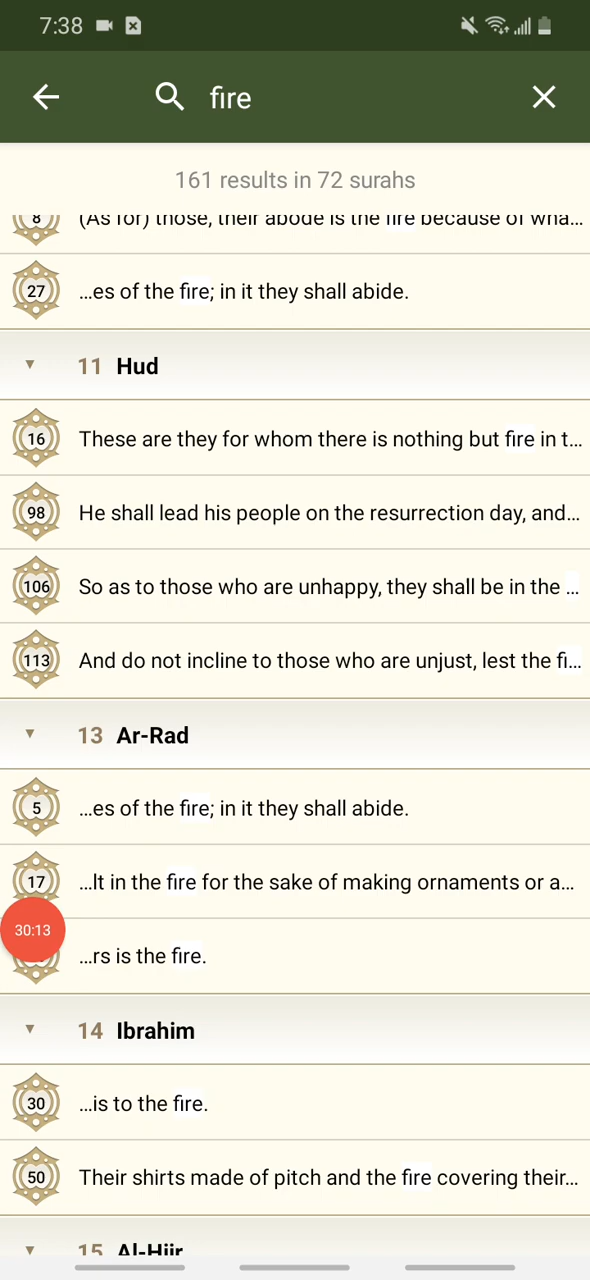 7:38
fire
161 results in 72 surahs
8 (As for) those, their abode is the fire because of wha...
27 ...es of the fire; in it they shall abide.
11 Hud
16 These are they for whom there is nothing but fire in t...
98 He shall lead his people on the resurrection day, and...
106 So as to those who are unhappy, they shall be in the ...
113 And do not incline to those who are unjust, lest the fi...
13 Ar-Rad
5 ...es of the fire; in it they shall abide.
17 ...lt in the fire for the sake of making ornaments or a...
30:13
...rs is the fire.
14 Ibrahim
30 ...is to the fire.
50 Their shirts made of pitch and the fire covering their...
15 Al-Hijr